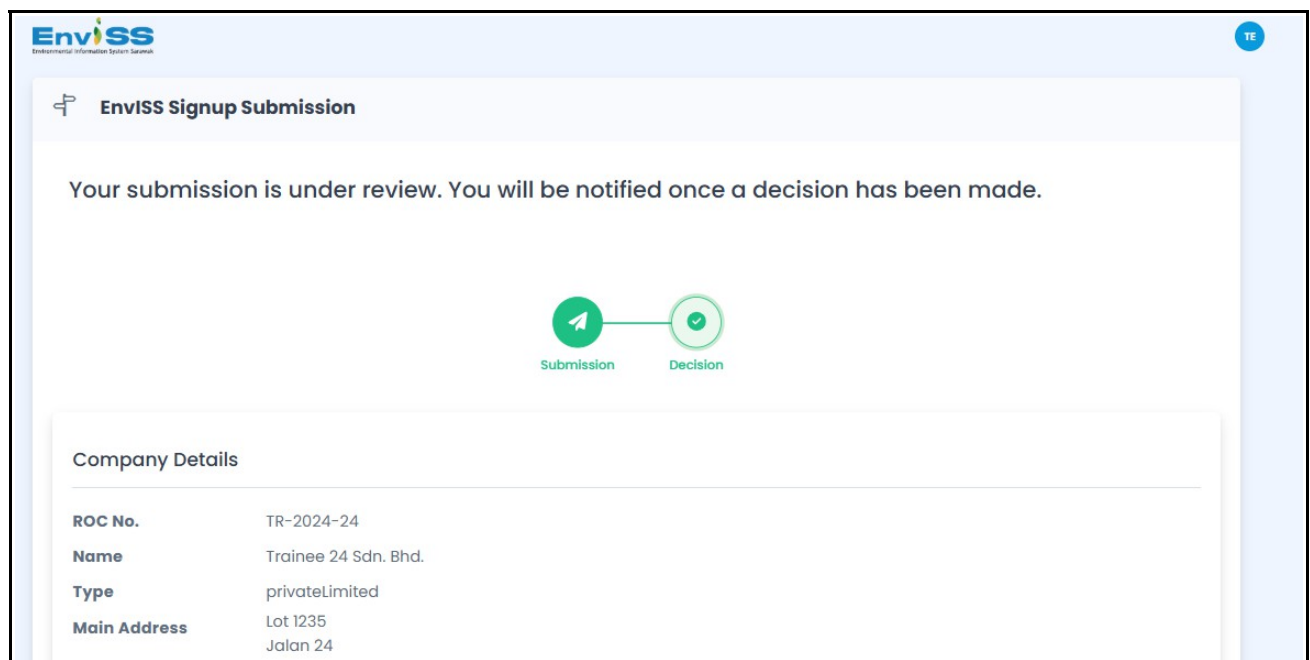 EnvISS
Environmental Information System Sarawak
TE
EnvISS Signup Submission
Your submission is under review. You will be notified once a decision has been made.
Submission
Decision
Company Details
ROC No. TR-2024-24
Name Trainee 24 Sdn. Bhd.
Type privateLimited
Main Address Lot 1235
Jalan 24